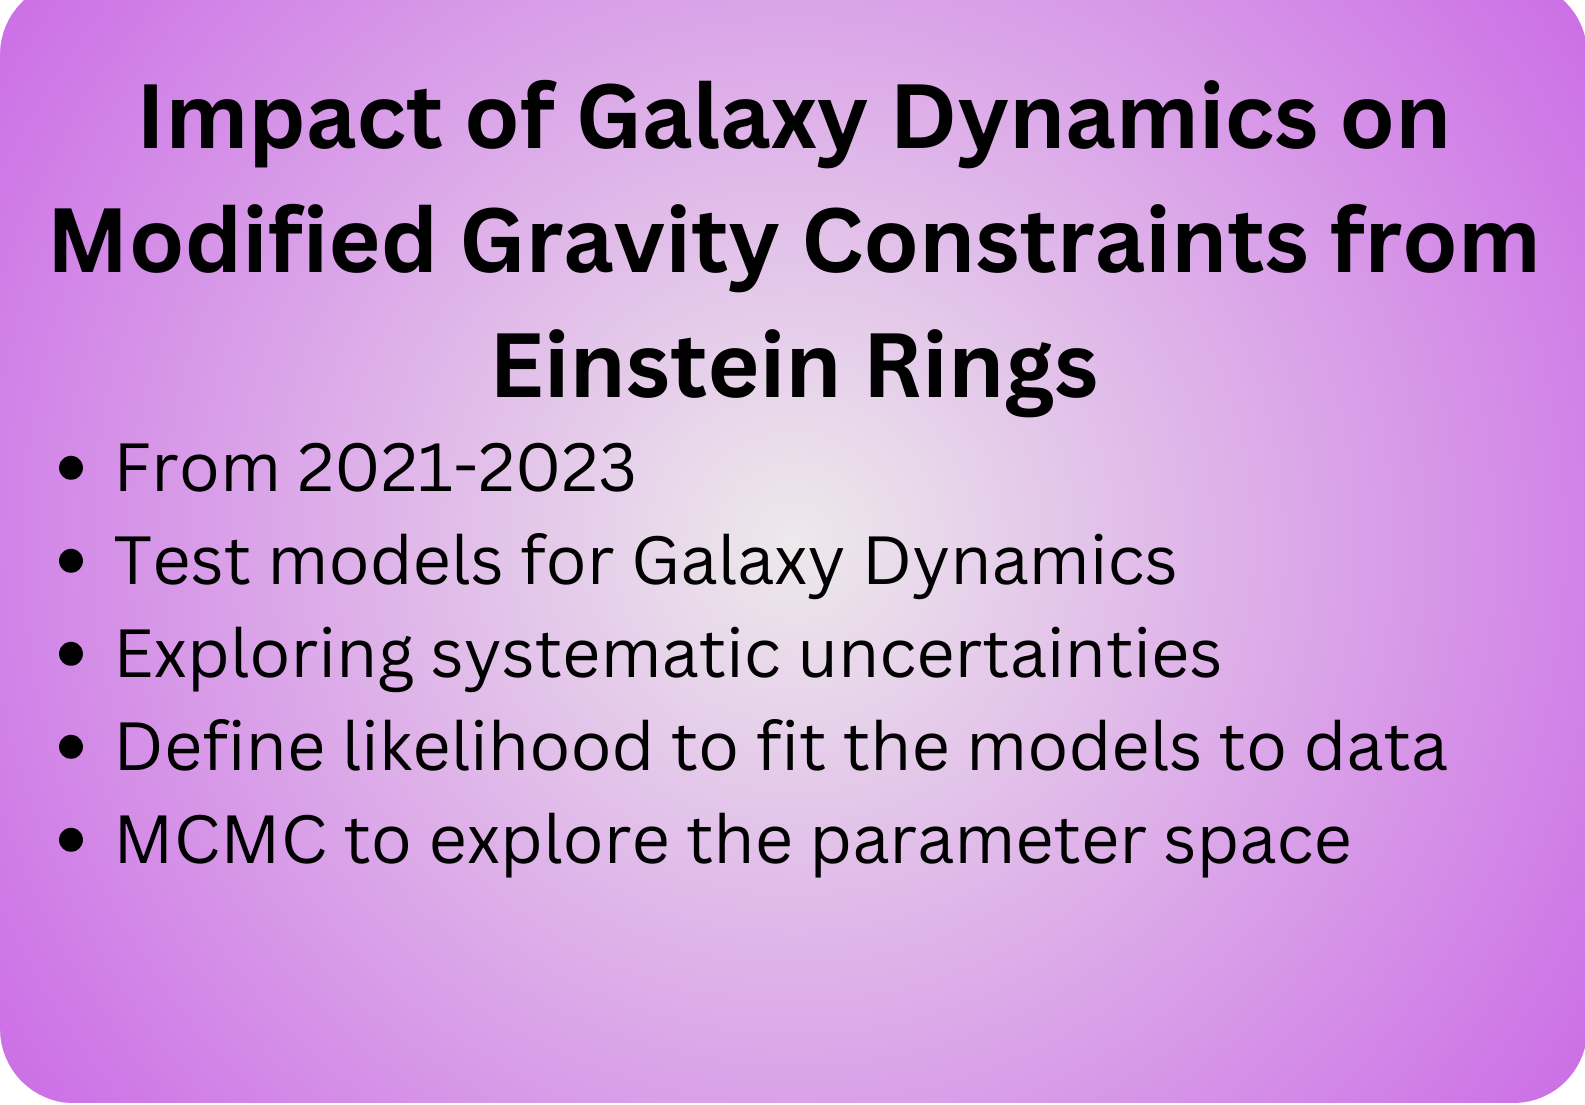 Impact of Galaxy Dynamics on
Modified Gravity Constraints from
Einstein Rings
• From 2021-2023
• Test models for Galaxy Dynamics
• Exploring systematic uncertainties
• Define likelihood to fit the models to data
• MCMC to explore the parameter space